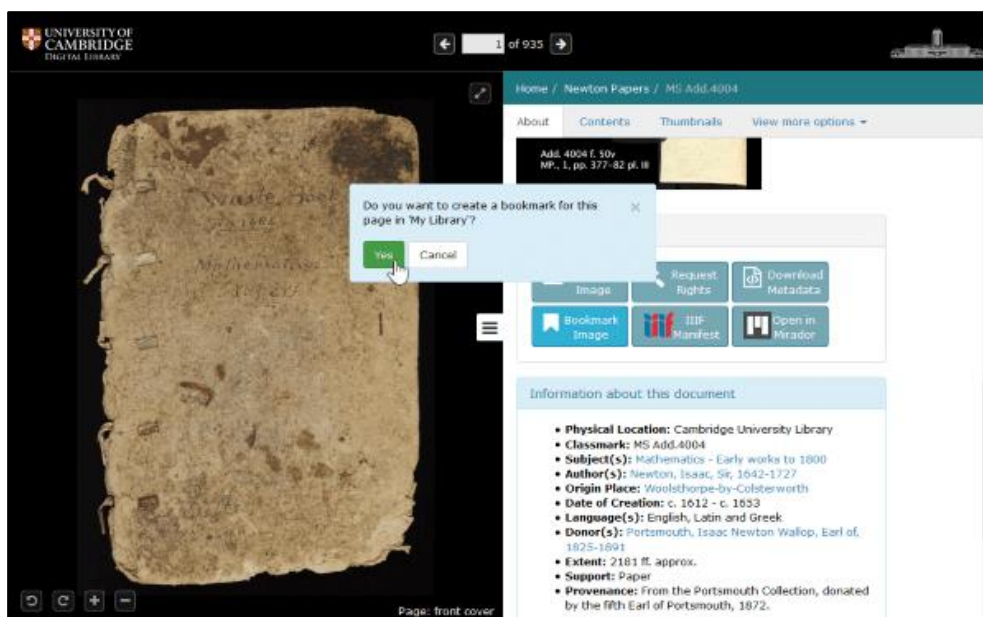 UNIVERSITY OF
CAMBRIDGE
DIGITAL LIBRARY
1 of 935
Home / Newton Papers / MS Add.4004
About Contents Thumbnails View more options
Add. 4004 f. 50v
MP., 1, pp. 377-82 pl. III
Do you want to create a bookmark for this
page in 'My Library'?
Yes Cancel
Image
Request
Rights
Download
Metadata
Bookmark
Image
IIIF
Manifest
Open in
Mirador
Information about this document
• Physical Location: Cambridge University Library
• Classmark: MS Add.4004
• Subject(s): Mathematics - Early works to 1800
• Author(s): Newton, Isaac, Sir, 1642-1727
• Origin Place: Woolsthorpe-by-Colsterworth
• Date of Creation: c. 1612 - c. 1653
• Language(s): English, Latin and Greek
• Donor(s): Portsmouth, Isaac Newton Wallop, Earl of,
1825-1891
• Extent: 2181 ff. approx.
• Support: Paper
• Provenance: From the Portsmouth Collection, donated
by the fifth Earl of Portsmouth, 1872.
Waste
Page: front cover